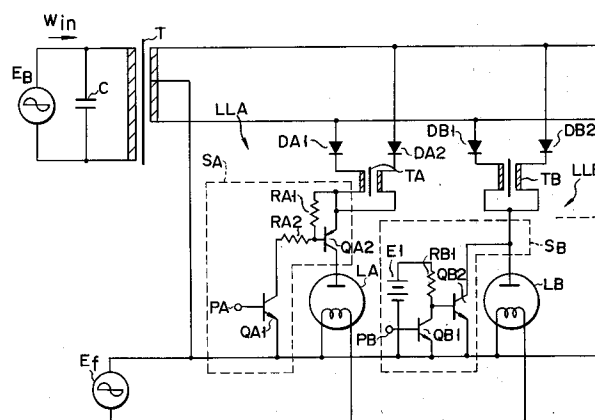 Win
T
EB
C
LLA
DA1
DA2
DB1
DB2
SA
TA
TB
RA1
RA2
QA2
LA
E1
RB1
QB2
SB
LB
PA
QA1
PB
QB1
Ef